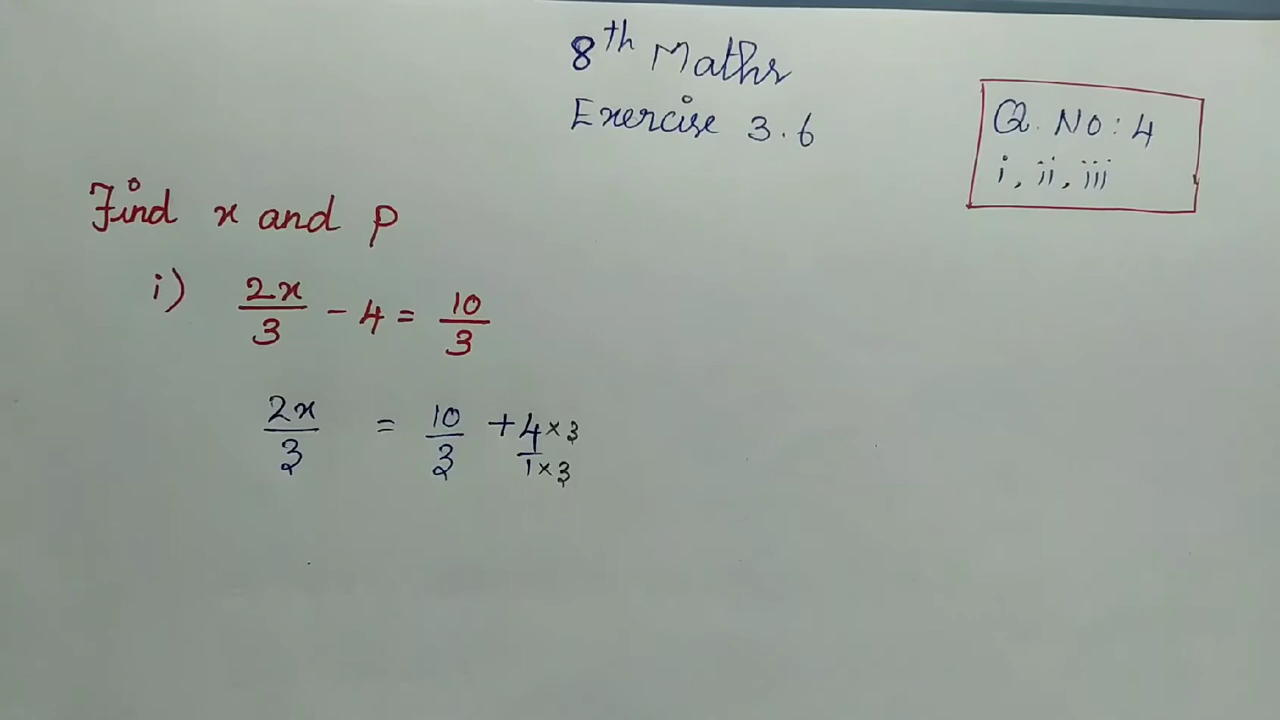 8th Maths
Exercise 3.6
Q. No: 4
i, ii, iii
Find x and p
i) 2x/3 - 4 = 10/3
2x/3 = 10/3 + 4×3/1×3